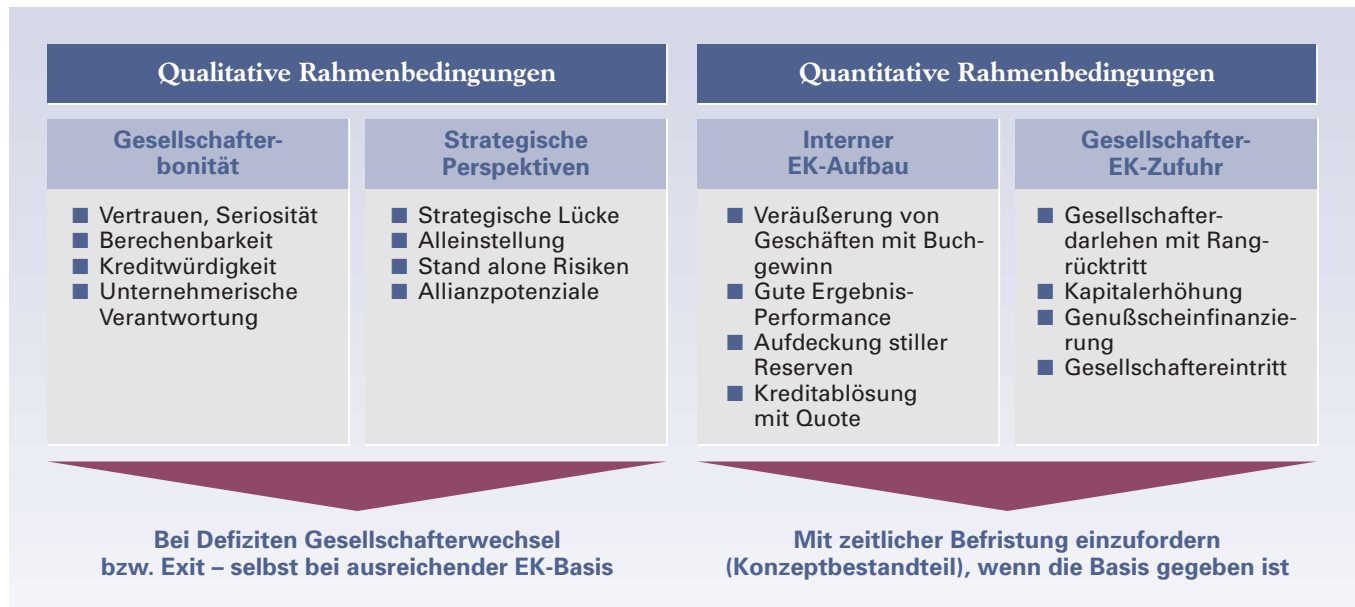 Qualitative Rahmenbedingungen
Gesellschafter-
bonität
Vertrauen, Seriosität
Berechenbarkeit
Kreditwürdigkeit
Unternehmerische
Verantwortung
Strategische
Perspektiven
Strategische Lücke
Alleinstellung
Stand alone Risiken
Allianzpotenziale
Bei Defiziten Gesellschafterwechsel
bzw. Exit – selbst bei ausreichender EK-Basis
Quantitative Rahmenbedingungen
Interner
EK-Aufbau
Veräußerung von
Geschäften mit Buch-
gewinn
Gute Ergebnis-
Performance
Aufdeckung stiller
Reserven
Kreditablösung
mit Quote
Gesellschafter-
EK-Zufuhr
Gesellschafter-
darlehen mit Rang-
rücktritt
Kapitalerhöhung
Genußscheinfinanzie-
rung
Gesellschaftereintritt
Mit zeitlicher Befristung einzufordern
(Konzeptbestandteil), wenn die Basis gegeben ist